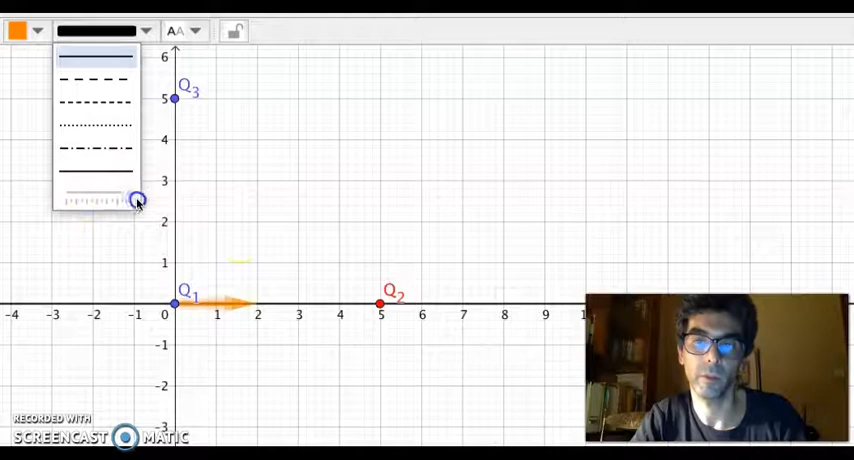 AA
6
Q3
5
4
3
2
1
Q1
Q2
-4 -3 -2 -1 0 1 2 3 4 5 6 7 8 9
-1
-2
-3
RECORDED WITH
SCREENCAST MATIC